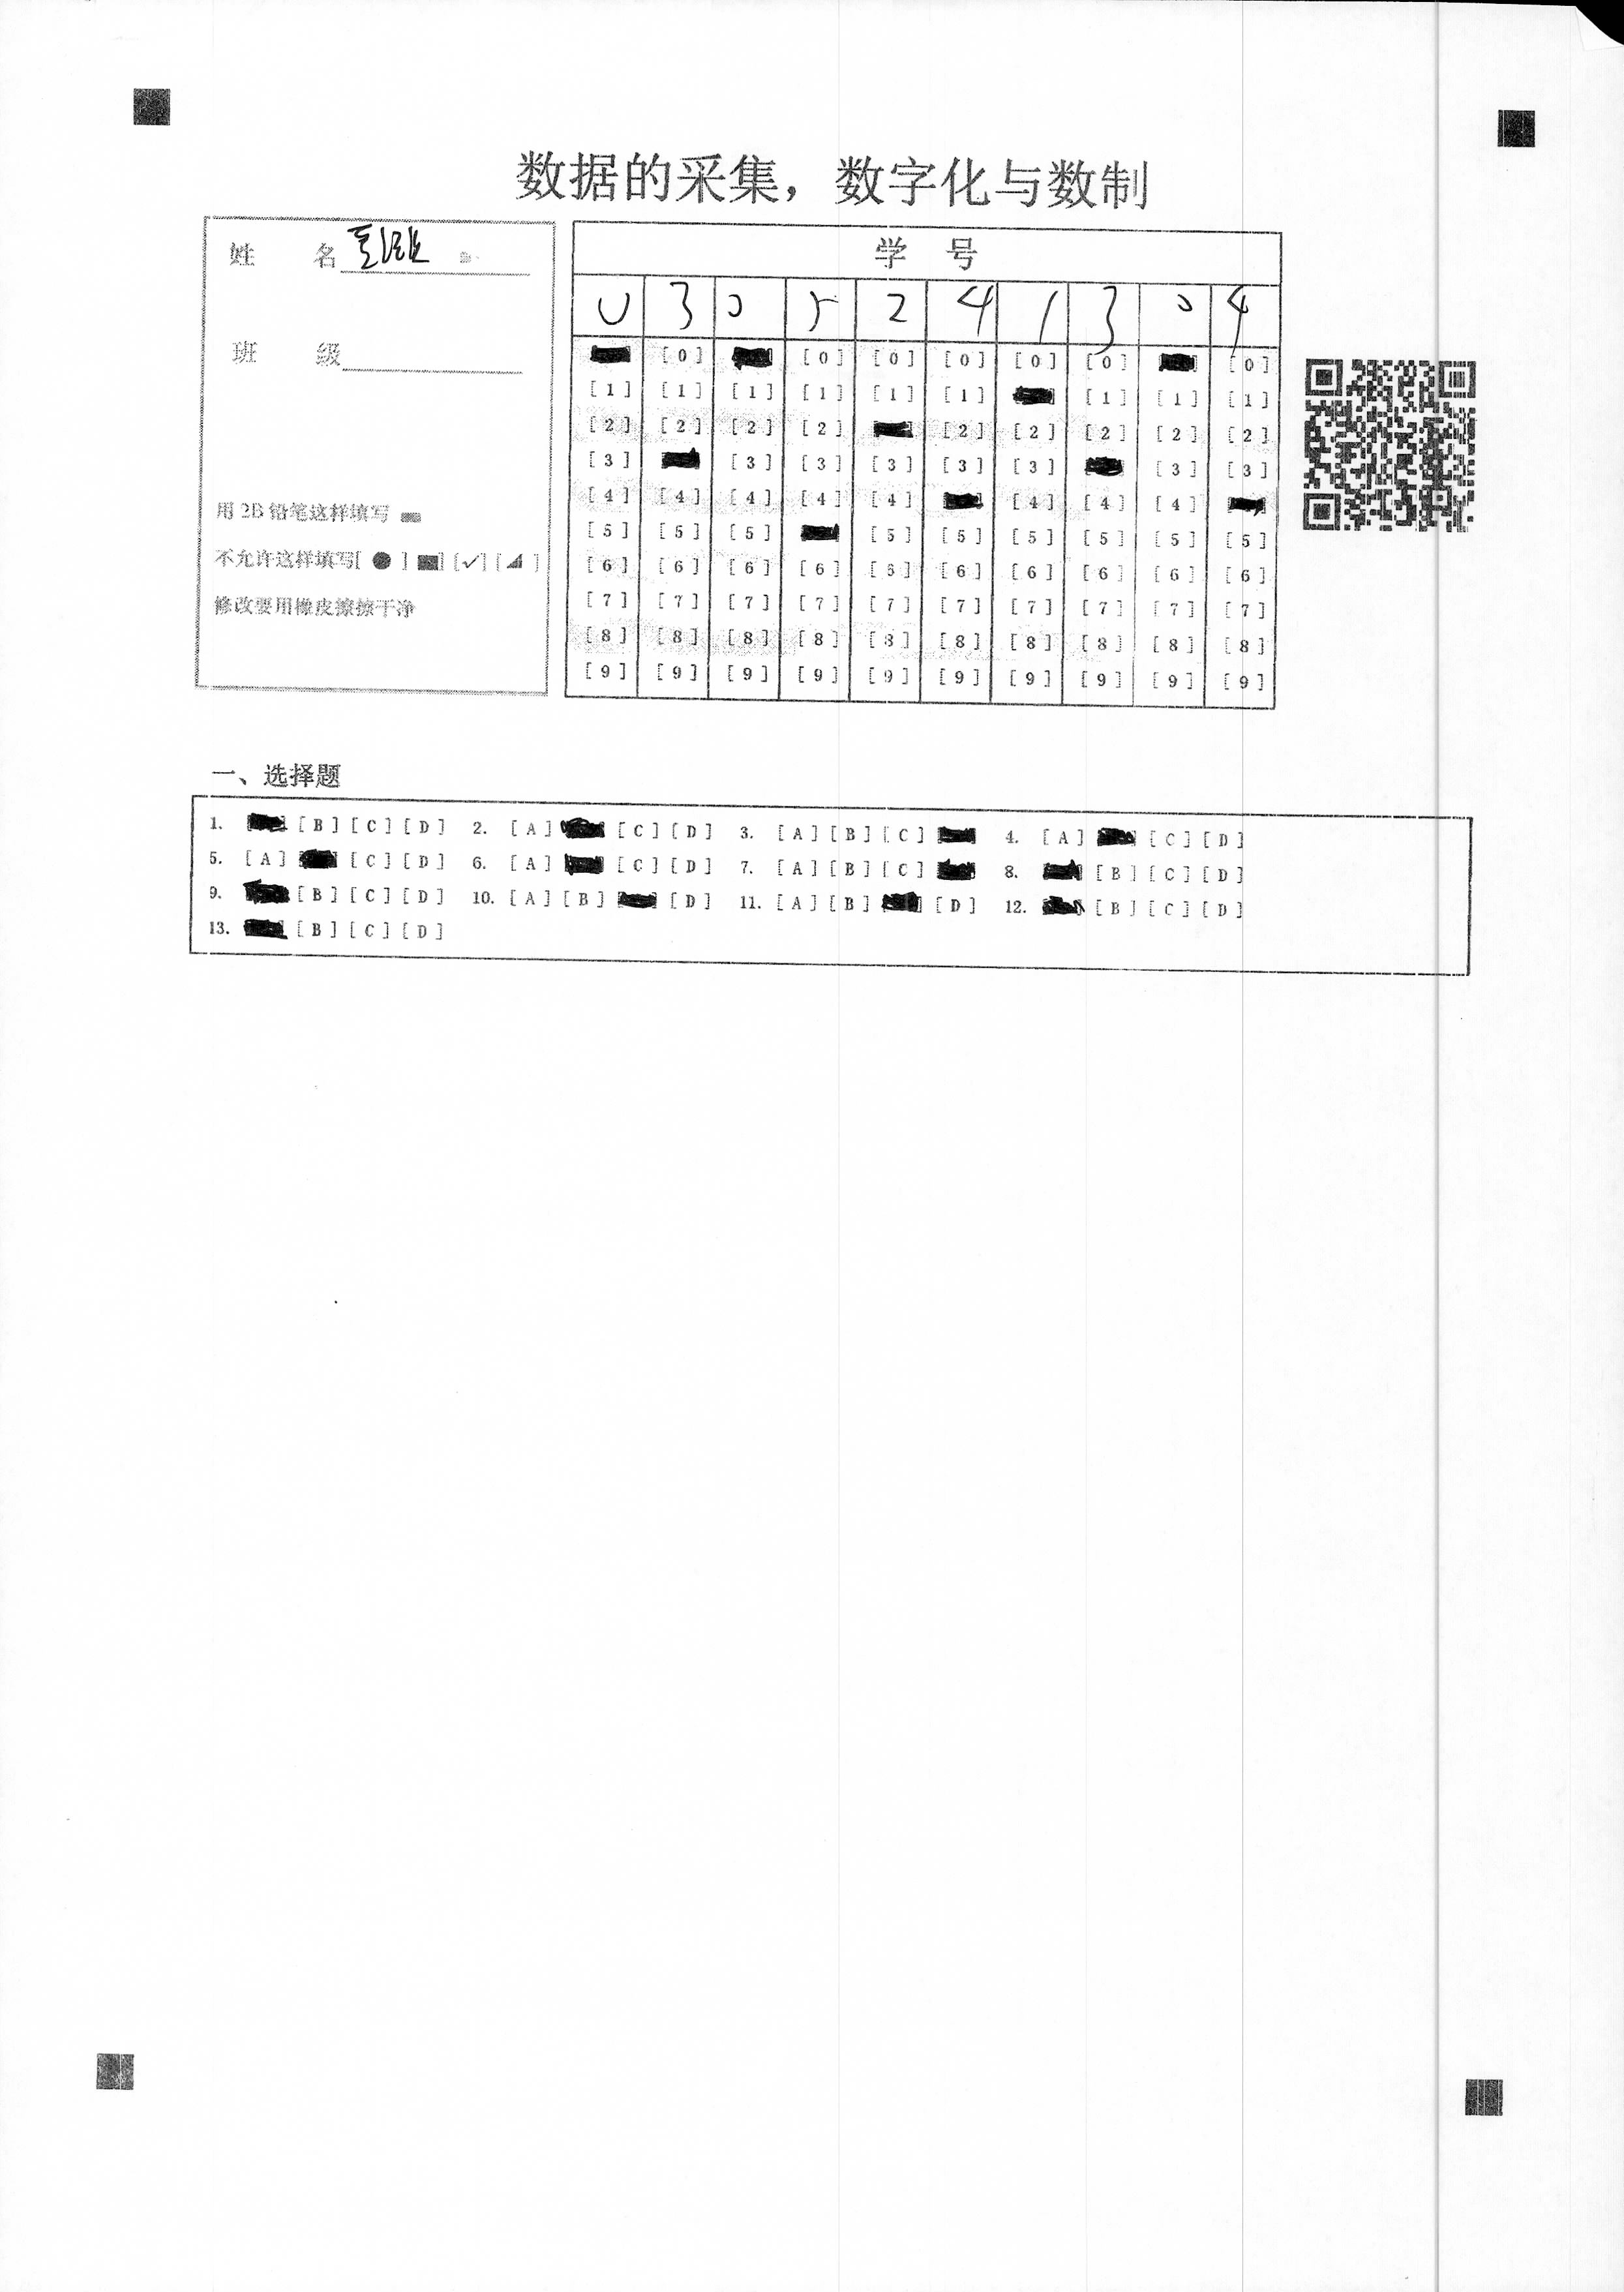 数据的采集，数字化与数制
姓 名
班 级
用 2B 铅笔这样填写
不允许这样填写[ ● ] [✓] [ ]
修改要用橡皮擦擦干净
学 号
0 3 0 5 2 4 1 3 0 4
[0] [0] [0] [0] [0] [0] [0]
[1] [1] [1] [1] [1] [1] [1] [1] [1]
[2] [2] [2] [2] [2] [2] [2] [2] [2]
[3] [3] [3] [3] [3] [3] [3] [3]
[4] [4] [4] [4] [4] [4] [4] [4]
[5] [5] [5] [5] [5] [5] [5] [5] [5]
[6] [6] [6] [6] [6] [6] [6] [6] [6] [6]
[7] [7] [7] [7] [7] [7] [7] [7] [7] [7]
[8] [8] [8] [8] [8] [8] [8] [8] [8] [8]
[9] [9] [9] [9] [9] [9] [9] [9] [9] [9]
一、选择题
1. [B] [C] [D] 2. [A] [C] [D] 3. [A] [B] [C] 4. [A] [C] [D]
5. [A] [C] [D] 6. [A] [C] [D] 7. [A] [B] [C] 8. [B] [C] [D]
9. [B] [C] [D] 10. [A] [B] [D] 11. [A] [B] [D] 12. [B] [C] [D]
13. [B] [C] [D]